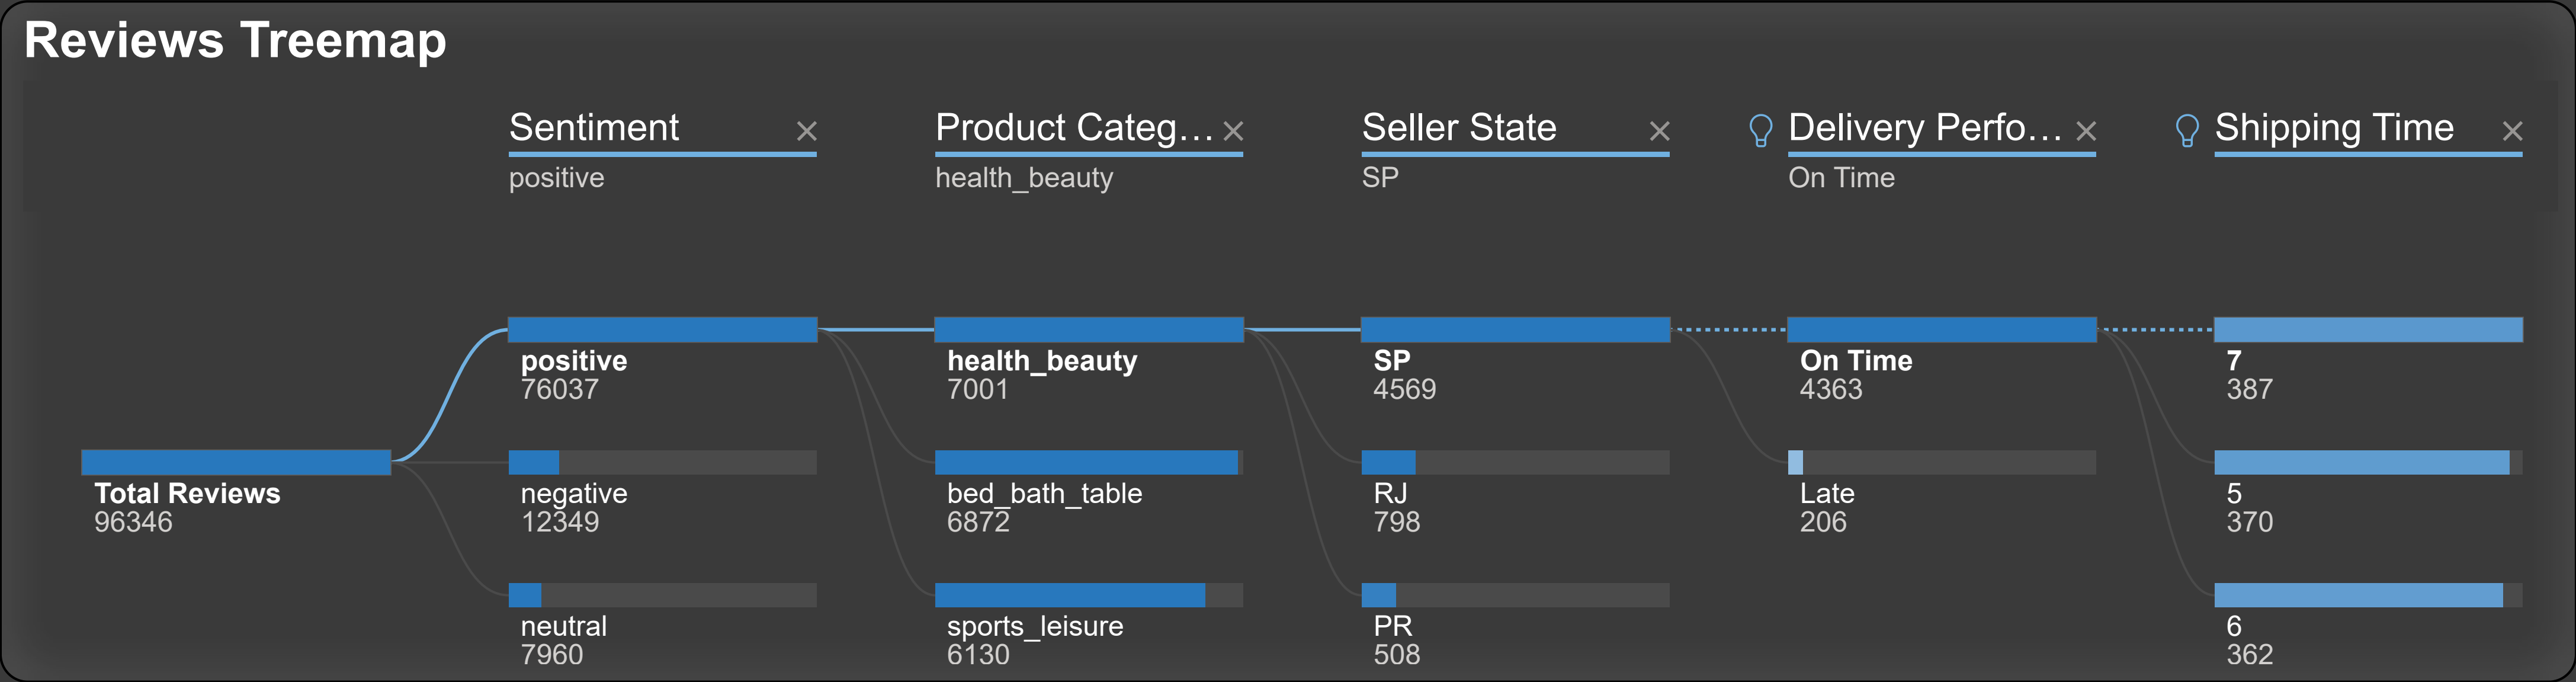 Reviews Treemap
Sentiment
positive
Product Categ...
health_beauty
Seller State
SP
Delivery Perfo...
On Time
Shipping Time
Total Reviews
96346
positive
76037
negative
12349
neutral
7960
health_beauty
7001
bed_bath_table
6872
sports_leisure
6130
SP
4569
RJ
798
PR
508
On Time
4363
Late
206
7
387
5
370
6
362